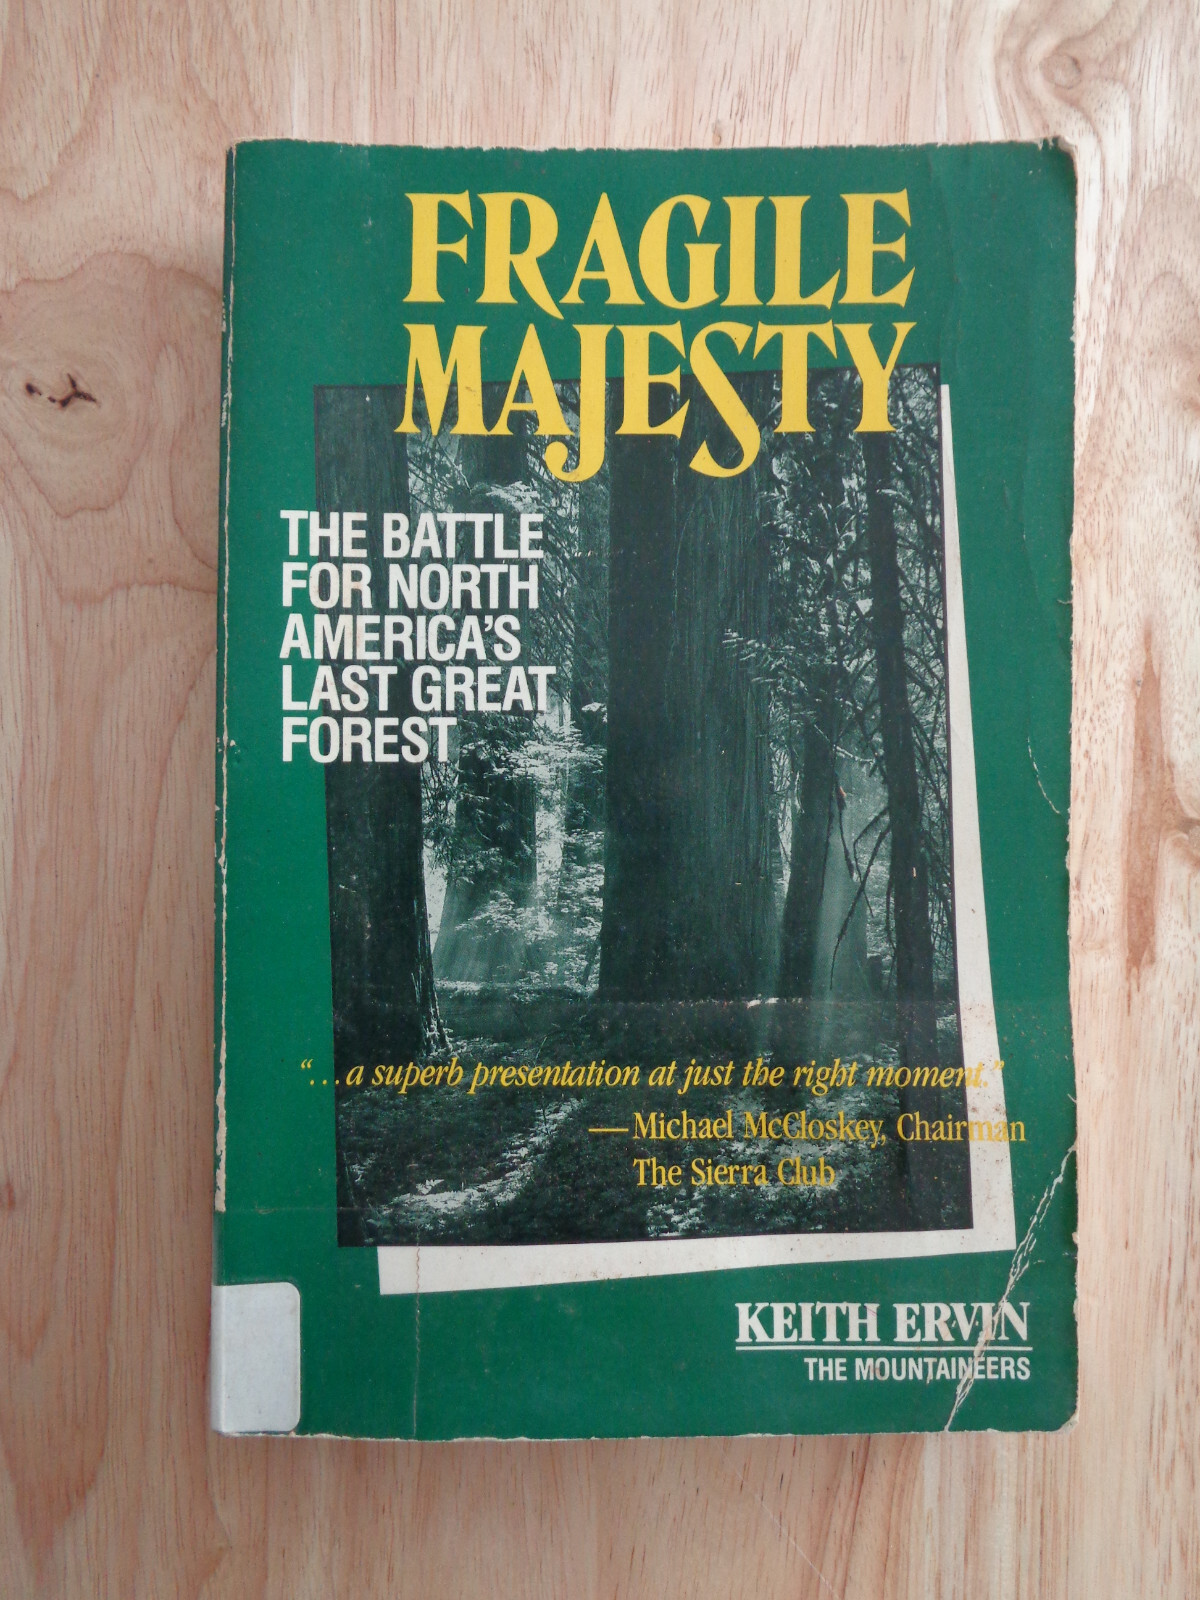 FRAGILE
MAJESTY
THE BATTLE
FOR NORTH
AMERICA'S
LAST GREAT
FOREST
"...a superb presentation at just the right moment."
—Michael McCloskey, Chairman
The Sierra Club
KEITH ERVIN
THE MOUNTAINEERS